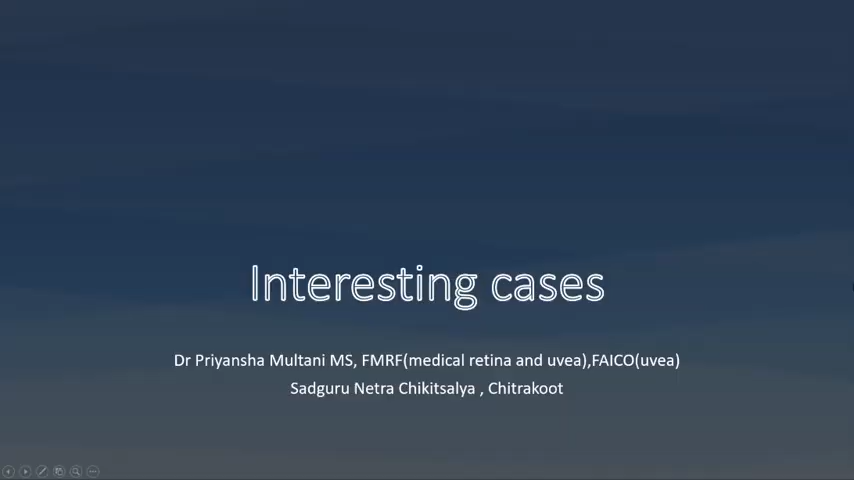 Interesting cases
Dr Priyansha Multani MS, FMRF(medical retina and uvea),FAICO(uvea)
Sadguru Netra Chikitsalya , Chitrakoot